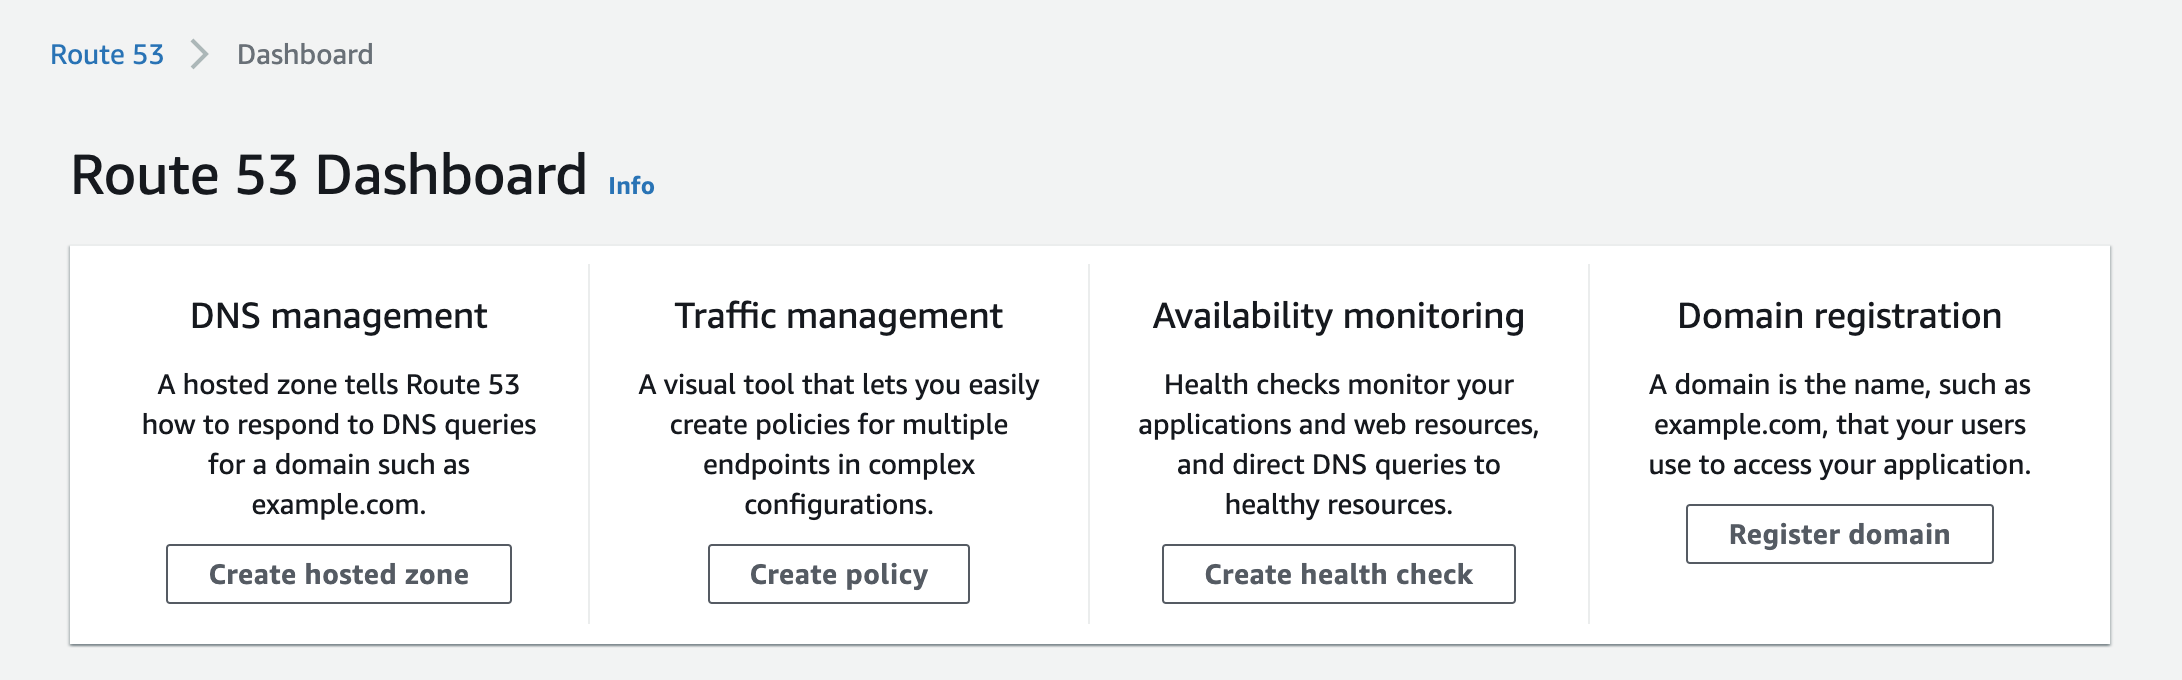 Route 53 Dashboard
Route 53 Dashboard Info
DNS management
A hosted zone tells Route 53
how to respond to DNS queries
for a domain such as
example.com.
Create hosted zone
Traffic management
A visual tool that lets you easily
create policies for multiple
endpoints in complex
configurations.
Create policy
Availability monitoring
Health checks monitor your
applications and web resources,
and direct DNS queries to
healthy resources.
Create health check
Domain registration
A domain is the name, such as
example.com, that your users
use to access your application.
Register domain